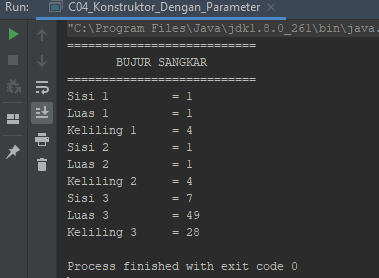 Run: C04_Konstruktor_Dengan_Parameter ×
"C:\Program Files\Java\jdk1.8.0_261\bin\java.
===========================
BUJUR SANGKAR
===========================
Sisi 1 = 1
Luas 1 = 1
Keliling 1 = 4
Sisi 2 = 1
Luas 2 = 1
Keliling 2 = 4
Sisi 3 = 7
Luas 3 = 49
Keliling 3 = 28
Process finished with exit code 0